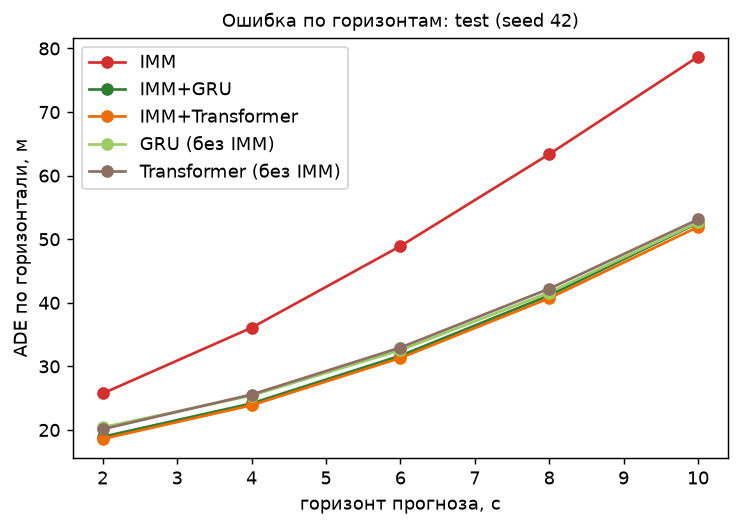 Ошибка по горизонтам: test (seed 42)
IMM
IMM+GRU
IMM+Transformer
GRU (без IMM)
Transformer (без IMM)
ADE по горизонтали, м
80
70
60
50
40
30
20
2 3 4 5 6 7 8 9 10
горизонт прогноза, с